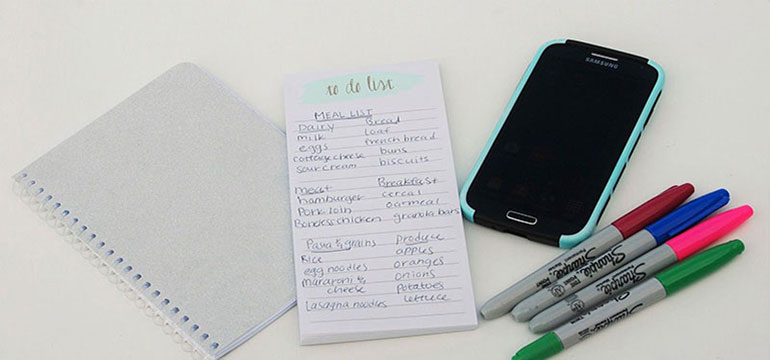 to do list
MEAL LIST
Dairy Bread
milk Loaf
eggs french bread
cottage cheese buns
sour cream biscuits
meat Breakfast
hamburger cereal
Pork loin oatmeal
Boneless chicken granola bars
Pasta & grains produce
Rice apples
egg noodles oranges
Macaroni & onions
cheese Potatoes
Lasagna noodles lettuce
SAMSUNG
Sharpie
Sharpie
Sharpie